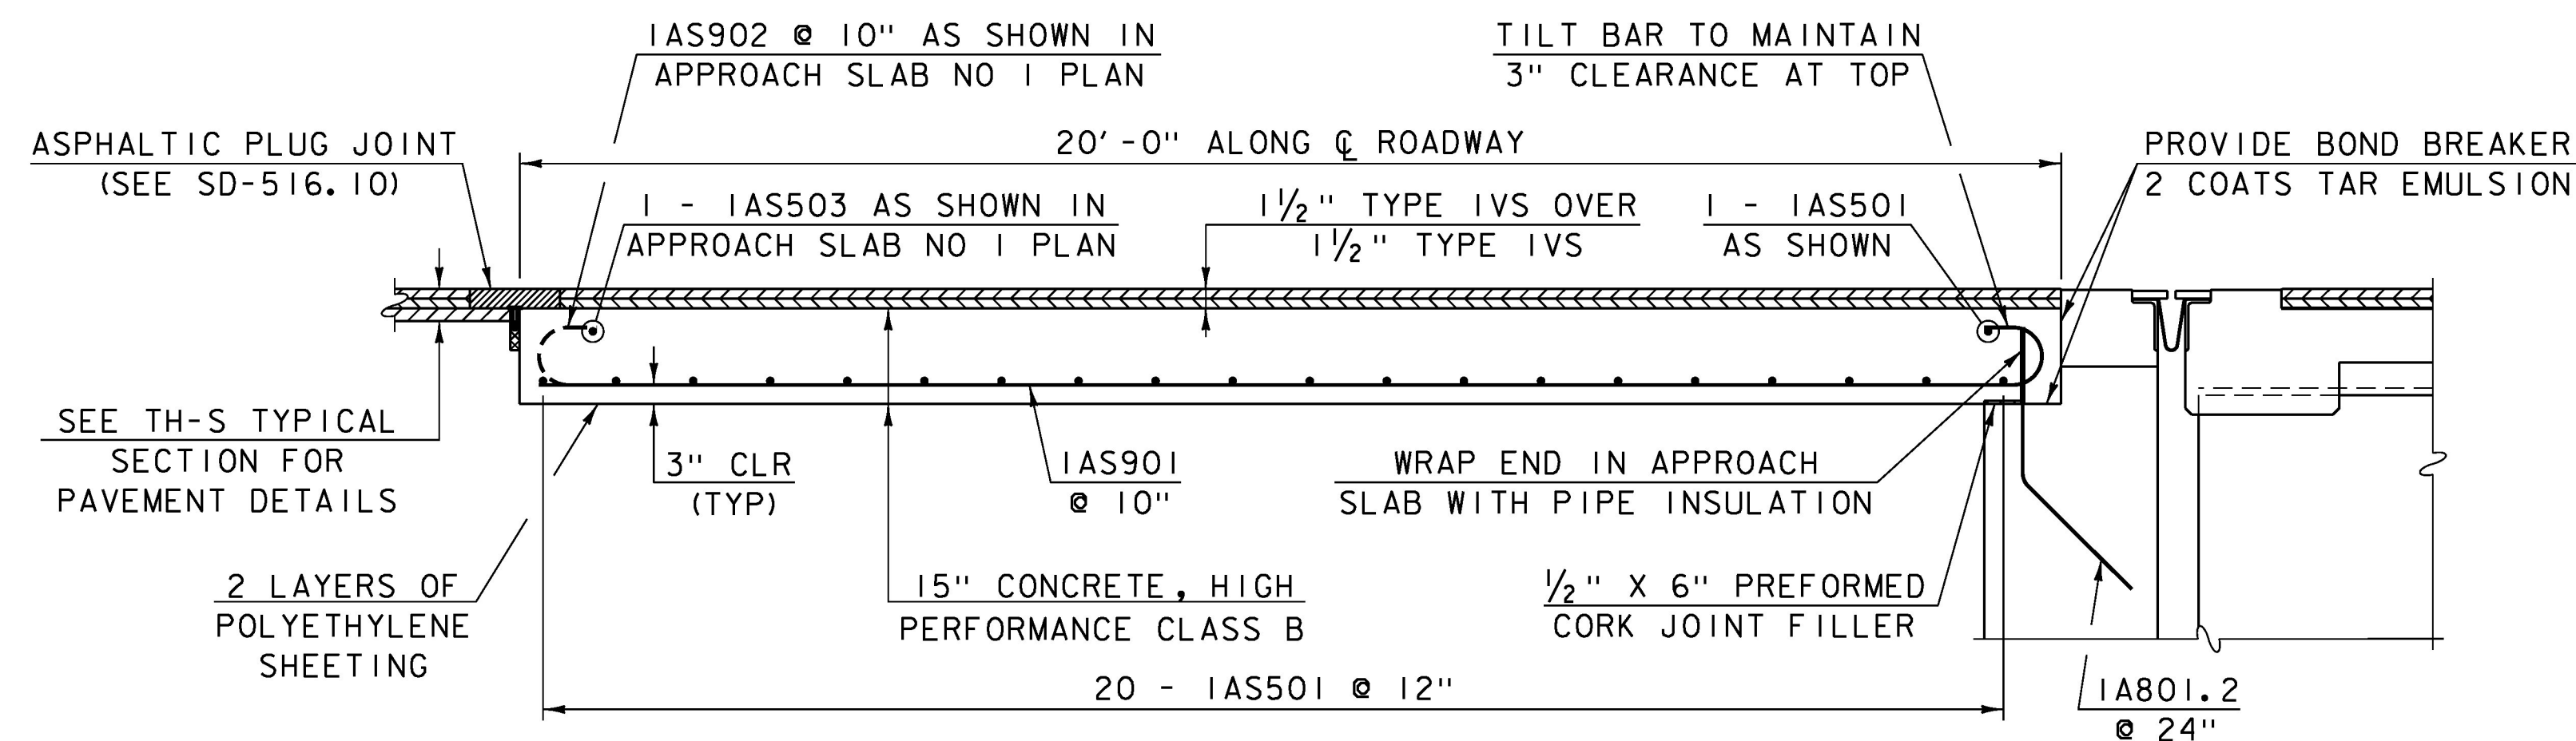 1AS902 @ 10" AS SHOWN IN
APPROACH SLAB NO 1 PLAN
TILT BAR TO MAINTAIN
3" CLEARANCE AT TOP
ASPHALTIC PLUG JOINT
(SEE SD-516.10)
20'-0" ALONG ℄ ROADWAY
PROVIDE BOND BREAKER
2 COATS TAR EMULSION
1 - 1AS503 AS SHOWN IN
APPROACH SLAB NO 1 PLAN
1½" TYPE IVS OVER
1½" TYPE IVS
1 - 1AS501
AS SHOWN
SEE TH-S TYPICAL
SECTION FOR
PAVEMENT DETAILS
3" CLR
(TYP)
1AS901
@ 10"
WRAP END IN APPROACH
SLAB WITH PIPE INSULATION
2 LAYERS OF
POLYETHYLENE
SHEETING
15" CONCRETE, HIGH
PERFORMANCE CLASS B
½" X 6" PREFORMED
CORK JOINT FILLER
20 - 1AS501 @ 12"
1A801.2
@ 24"